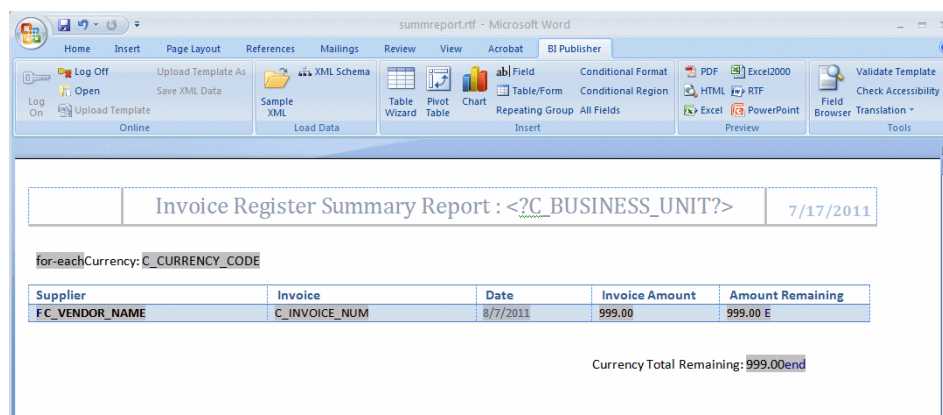 summreport.rtf - Microsoft Word
Home Insert Page Layout References Mailings Review View Acrobat BI Publisher
Log On
Log Off
Open
Upload Template
Upload Template As
Save XML Data
Online
Sample XML
XML Schema
Load Data
Table Wizard
Pivot Table
Chart
ab| Field
Table/Form
Repeating Group
Conditional Format
Conditional Region
All Fields
Insert
PDF Excel2000
HTML RTF
Excel PowerPoint
Preview
Field Browser
Validate Template
Check Accessibility
Translation
Tools
Invoice Register Summary Report : <?C_BUSINESS_UNIT?> 7/17/2011
for-eachCurrency: C_CURRENCY_CODE
Supplier Invoice Date Invoice Amount Amount Remaining
F C_VENDOR_NAME C_INVOICE_NUM 8/7/2011 999.00 999.00 E
Currency Total Remaining: 999.00end